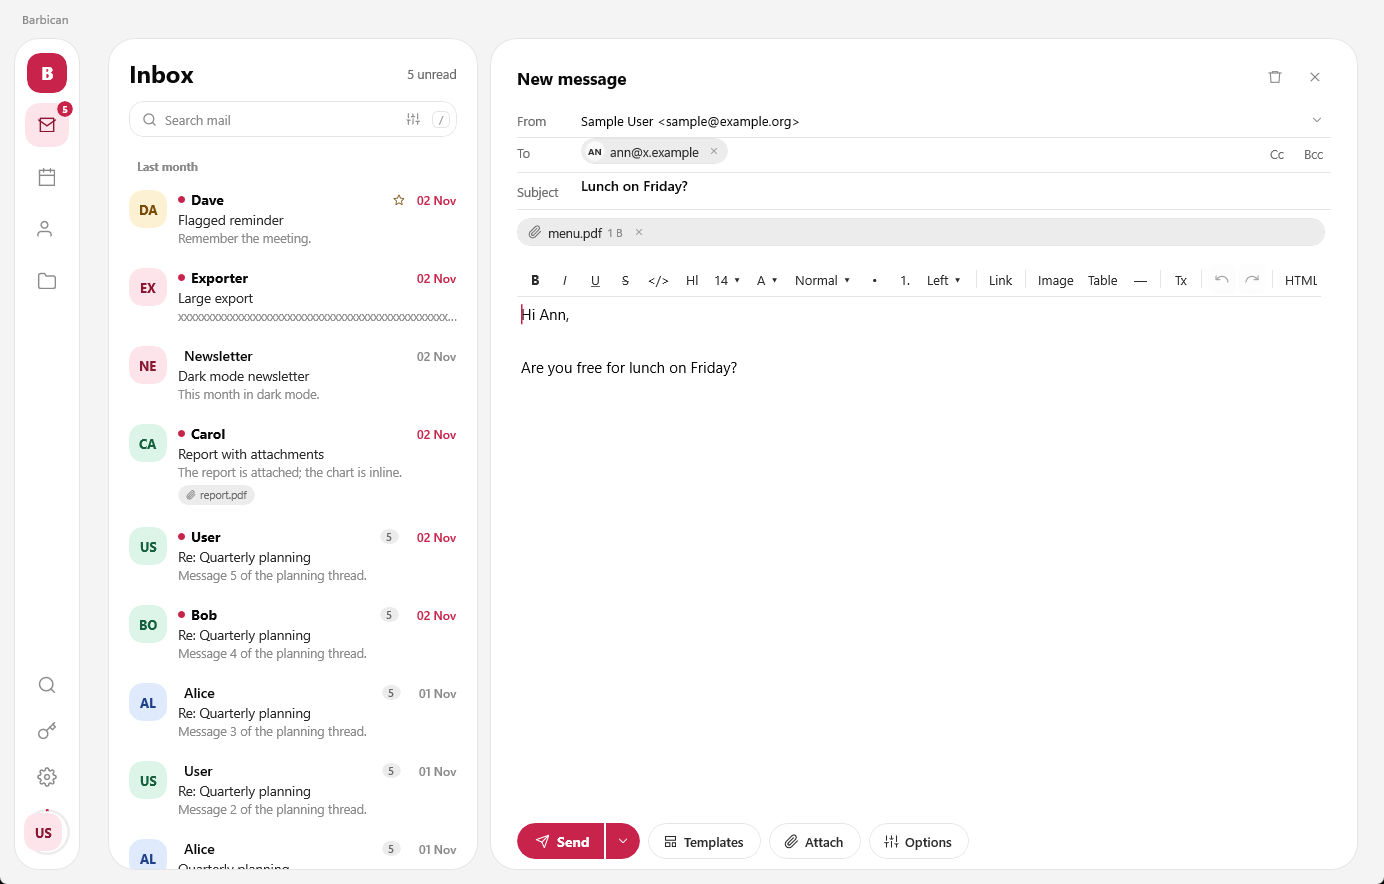 Barbican
B
5
US
Inbox
5 unread
Search mail /
Last month
DA Dave 02 Nov
Flagged reminder
Remember the meeting.
EX Exporter 02 Nov
Large export
NE Newsletter 02 Nov
Dark mode newsletter
This month in dark mode.
CA Carol 02 Nov
Report with attachments
The report is attached; the chart is inline.
report.pdf
US User 5 02 Nov
Re: Quarterly planning
Message 5 of the planning thread.
BO Bob 5 02 Nov
Re: Quarterly planning
Message 4 of the planning thread.
AL Alice 5 01 Nov
Re: Quarterly planning
Message 3 of the planning thread.
US User 5 01 Nov
Re: Quarterly planning
Message 2 of the planning thread.
AL Alice 5 01 Nov
Quarterly planning
New message
From Sample User <sample@example.org>
To AN ann@x.example × Cc Bcc
Subject Lunch on Friday?
menu.pdf 1 B ×
B I U S </> Hl 14 ▾ A ▾ Normal ▾ • 1. Left ▾ Link Image Table — Tx HTML
Hi Ann,
Are you free for lunch on Friday?
Send Templates Attach Options